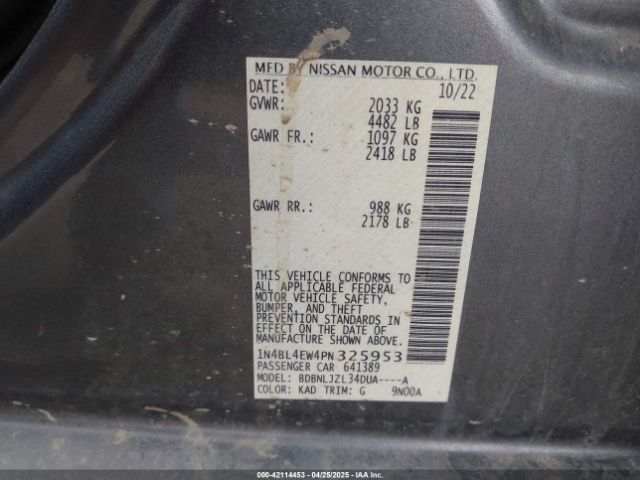 MFD BY NISSAN MOTOR CO., LTD.
DATE: 10/22
GVWR: 2033 KG
4482 LB
GAWR FR.: 1097 KG
2418 LB
GAWR RR.: 988 KG
2178 LB
THIS VEHICLE CONFORMS TO
ALL APPLICABLE FEDERAL
MOTOR VEHICLE SAFETY,
BUMPER, AND THEFT
PREVENTION STANDARDS IN
EFFECT ON THE DATE OF
MANUFACTURE SHOWN ABOVE.
1N4BL4EW4PN325953
PASSENGER CAR 641389
MODEL: BDBNLJZL34DUA----A
COLOR: KAD TRIM: G 9N00A
000-42114453 - 04/25/2025 - IAA Inc.